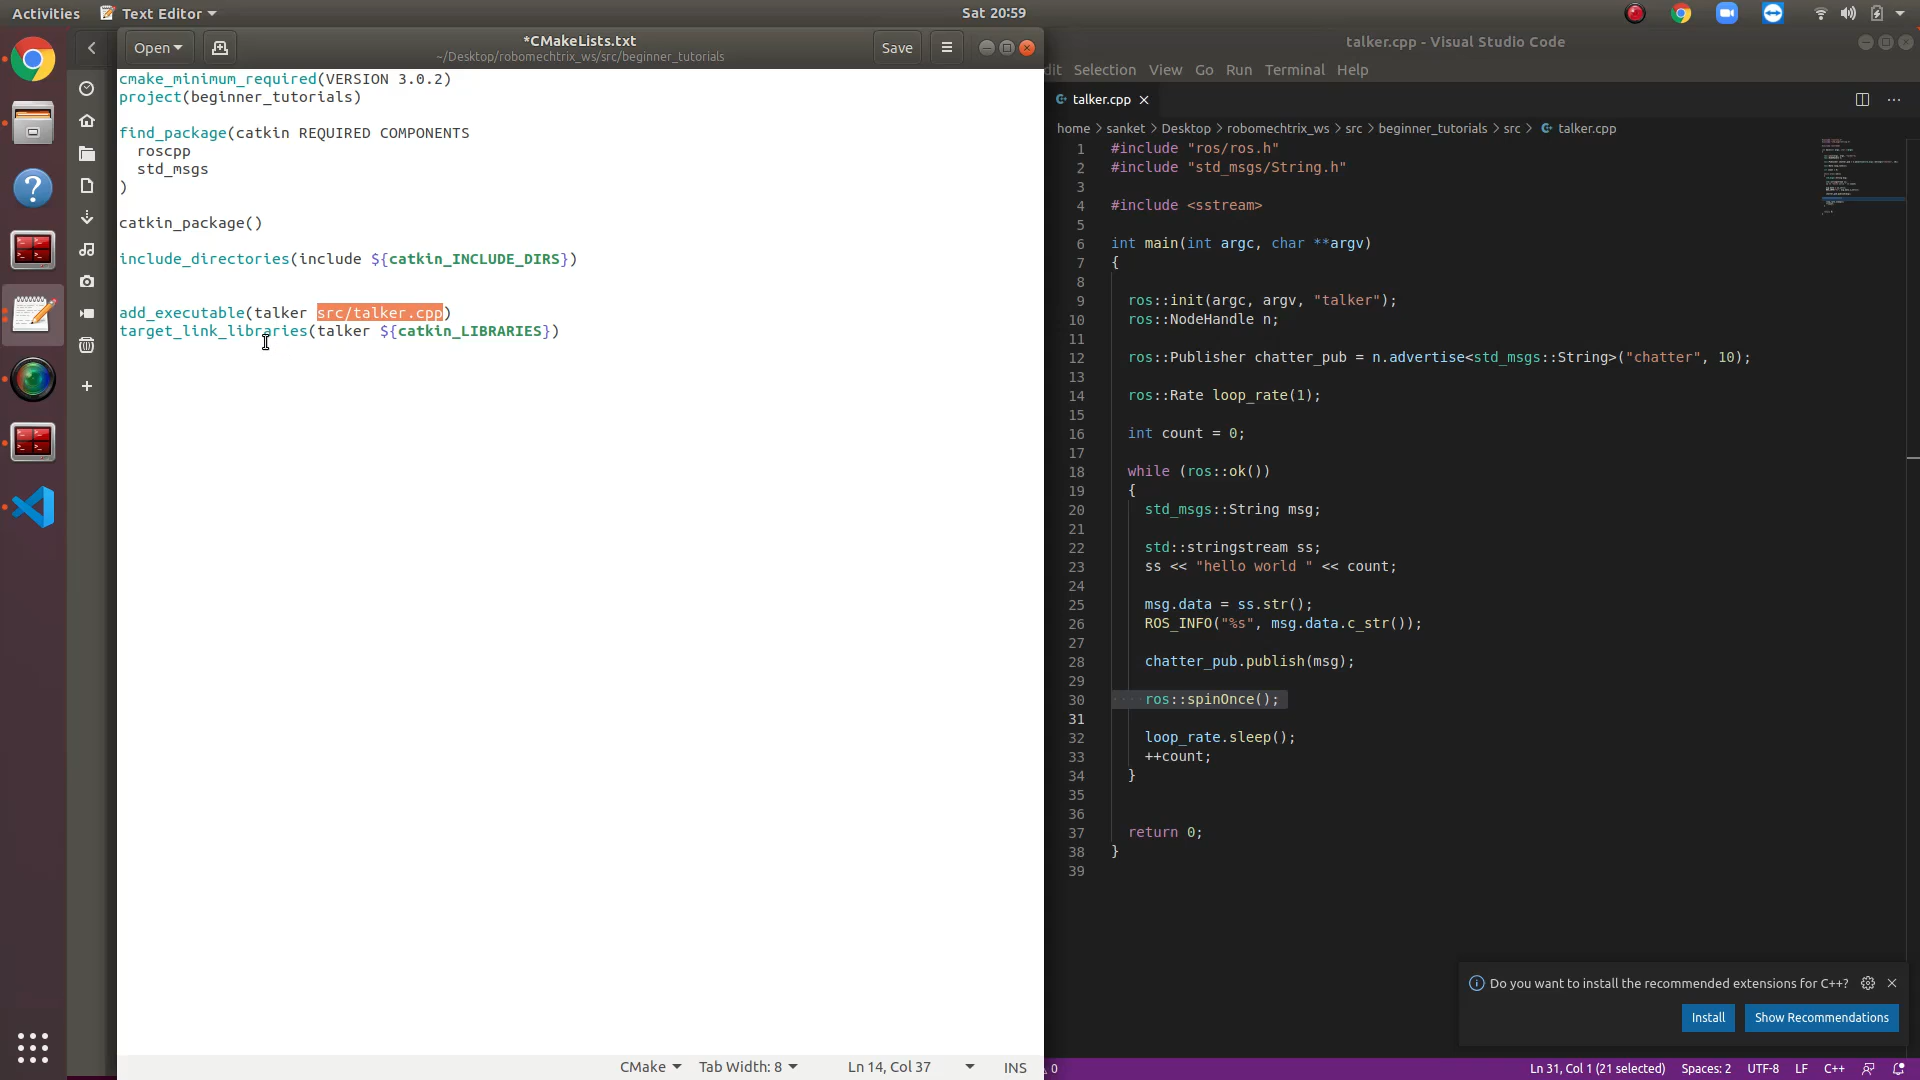 Activities
Text Editor
Sat 20:59
Open
*CMakeLists.txt
~/Desktop/robomechtrix_ws/src/beginner_tutorials
Save
cmake_minimum_required(VERSION 3.0.2)
project(beginner_tutorials)
find_package(catkin REQUIRED COMPONENTS
roscpp
std_msgs
)
catkin_package()
include_directories(include ${catkin_INCLUDE_DIRS})
add_executable(talker src/talker.cpp)
target_link_libraries(talker ${catkin_LIBRARIES})
CMake
Tab Width: 8
Ln 14, Col 37
INS
talker.cpp - Visual Studio Code
dit Selection View Go Run Terminal Help
talker.cpp
home > sanket > Desktop > robomechtrix_ws > src > beginner_tutorials > src > talker.cpp
1 #include "ros/ros.h"
2 #include "std_msgs/String.h"
3
4 #include <sstream>
5
6 int main(int argc, char **argv)
7 {
8
9 ros::init(argc, argv, "talker");
10 ros::NodeHandle n;
11
12 ros::Publisher chatter_pub = n.advertise<std_msgs::String>("chatter", 10);
13
14 ros::Rate loop_rate(1);
15
16 int count = 0;
17
18 while (ros::ok())
19 {
20 std_msgs::String msg;
21
22 std::stringstream ss;
23 ss << "hello world " << count;
24
25 msg.data = ss.str();
26 ROS_INFO("%s", msg.data.c_str());
27
28 chatter_pub.publish(msg);
29
30 ros::spinOnce();
31
32 loop_rate.sleep();
33 ++count;
34 }
35
36
37 return 0;
38 }
39
Do you want to install the recommended extensions for C++?
Install
Show Recommendations
0
Ln 31, Col 1 (21 selected)
Spaces: 2
UTF-8
LF
C++